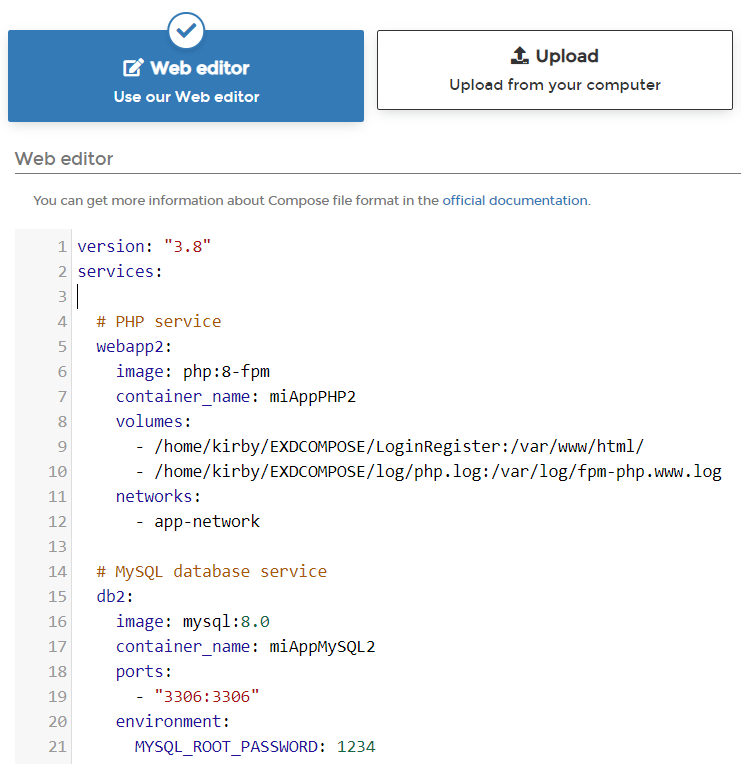 Web editor
Use our Web editor
Upload
Upload from your computer
Web editor
You can get more information about Compose file format in the official documentation.
1 version: "3.8"
2 services:
3
4   # PHP service
5   webapp2:
6     image: php:8-fpm
7     container_name: miAppPHP2
8     volumes:
9       - /home/kirby/EXDCOMPOSE/LoginRegister:/var/www/html/
10       - /home/kirby/EXDCOMPOSE/log/php.log:/var/log/fpm-php.www.log
11     networks:
12       - app-network
13
14   # MySQL database service
15   db2:
16     image: mysql:8.0
17     container_name: miAppMySQL2
18     ports:
19       - "3306:3306"
20     environment:
21       MYSQL_ROOT_PASSWORD: 1234